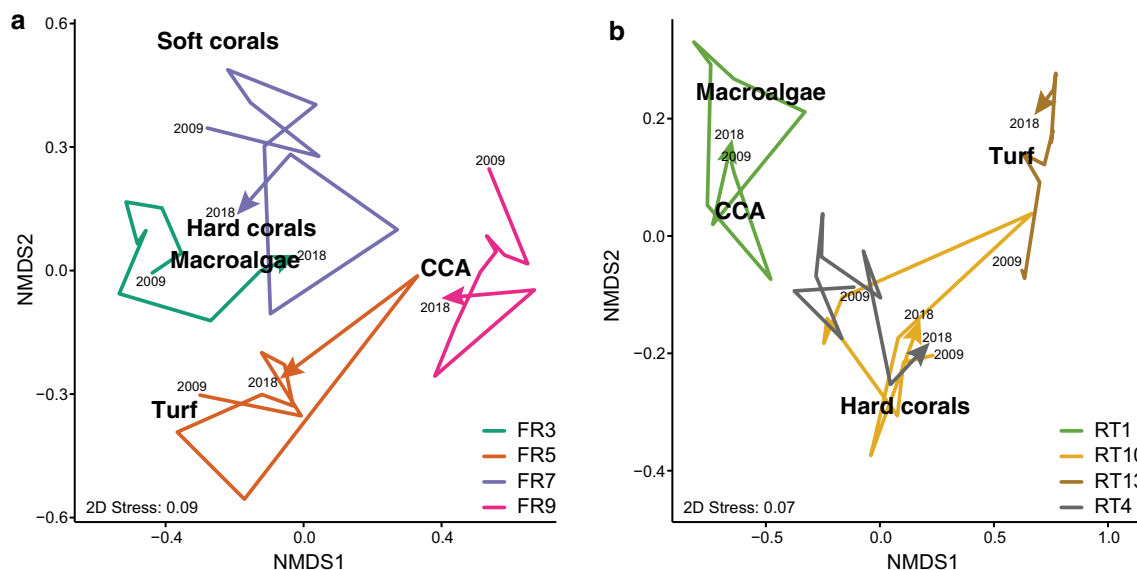 a
0.6
0.3
0.0
−0.3
−0.6
NMDS2
−0.4
0.0
0.4
NMDS1
Soft corals
2009
2018
Hard corals
Macroalgae
2018
2009
2009
CCA
2018
2009
2018
Turf
FR3
FR5
FR7
FR9
2D Stress: 0.09
b
0.2
0.0
−0.2
−0.4
NMDS2
−0.5
0.0
0.5
1.0
NMDS1
Macroalgae
2018
2009
CCA
2018
Turf
2009
2009
2018
2018
2009
Hard corals
RT1
RT10
RT13
RT4
2D Stress: 0.07